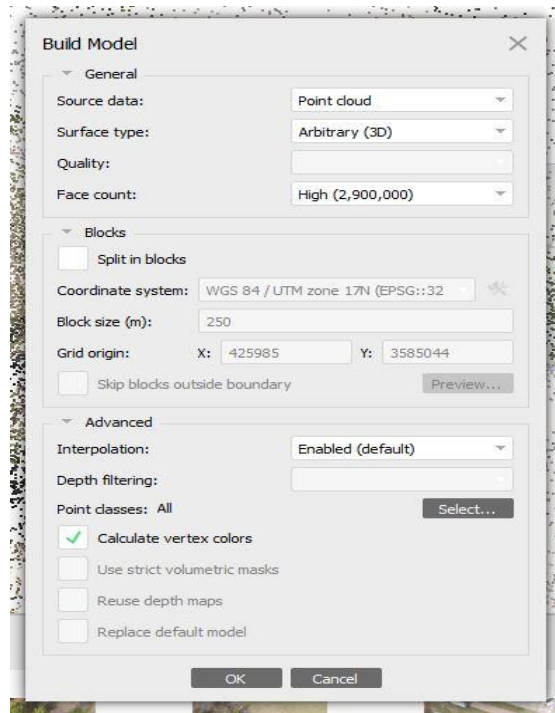 Build Model
General
Source data: Point cloud
Surface type: Arbitrary (3D)
Quality:
Face count: High (2,900,000)
Blocks
Split in blocks
Coordinate system: WGS 84 / UTM zone 17N (EPSG::32
Block size (m): 250
Grid origin: X: 425985 Y: 3585044
Skip blocks outside boundary Preview...
Advanced
Interpolation: Enabled (default)
Depth filtering:
Point classes: All Select...
Calculate vertex colors
Use strict volumetric masks
Reuse depth maps
Replace default model
OK Cancel